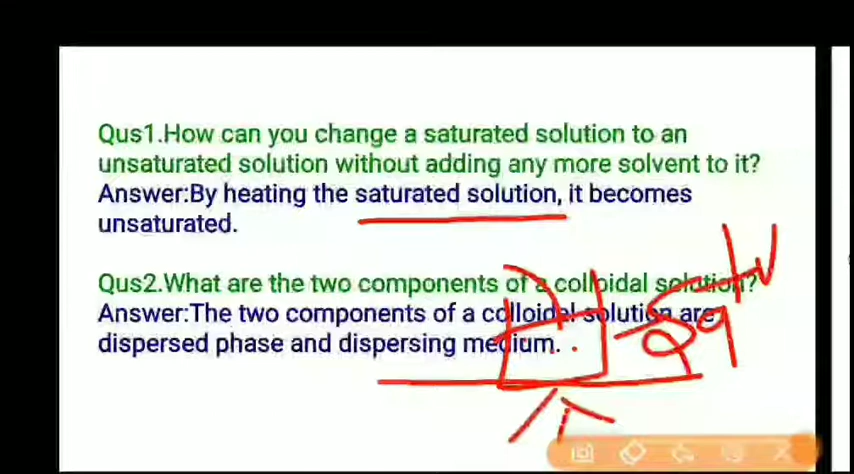 Qus1.How can you change a saturated solution to an
unsaturated solution without adding any more solvent to it?
Answer:By heating the saturated solution, it becomes
unsaturated.
Qus2.What are the two components of a colloidal solution?
Answer:The two components of a colloidal solution are
dispersed phase and dispersing medium.